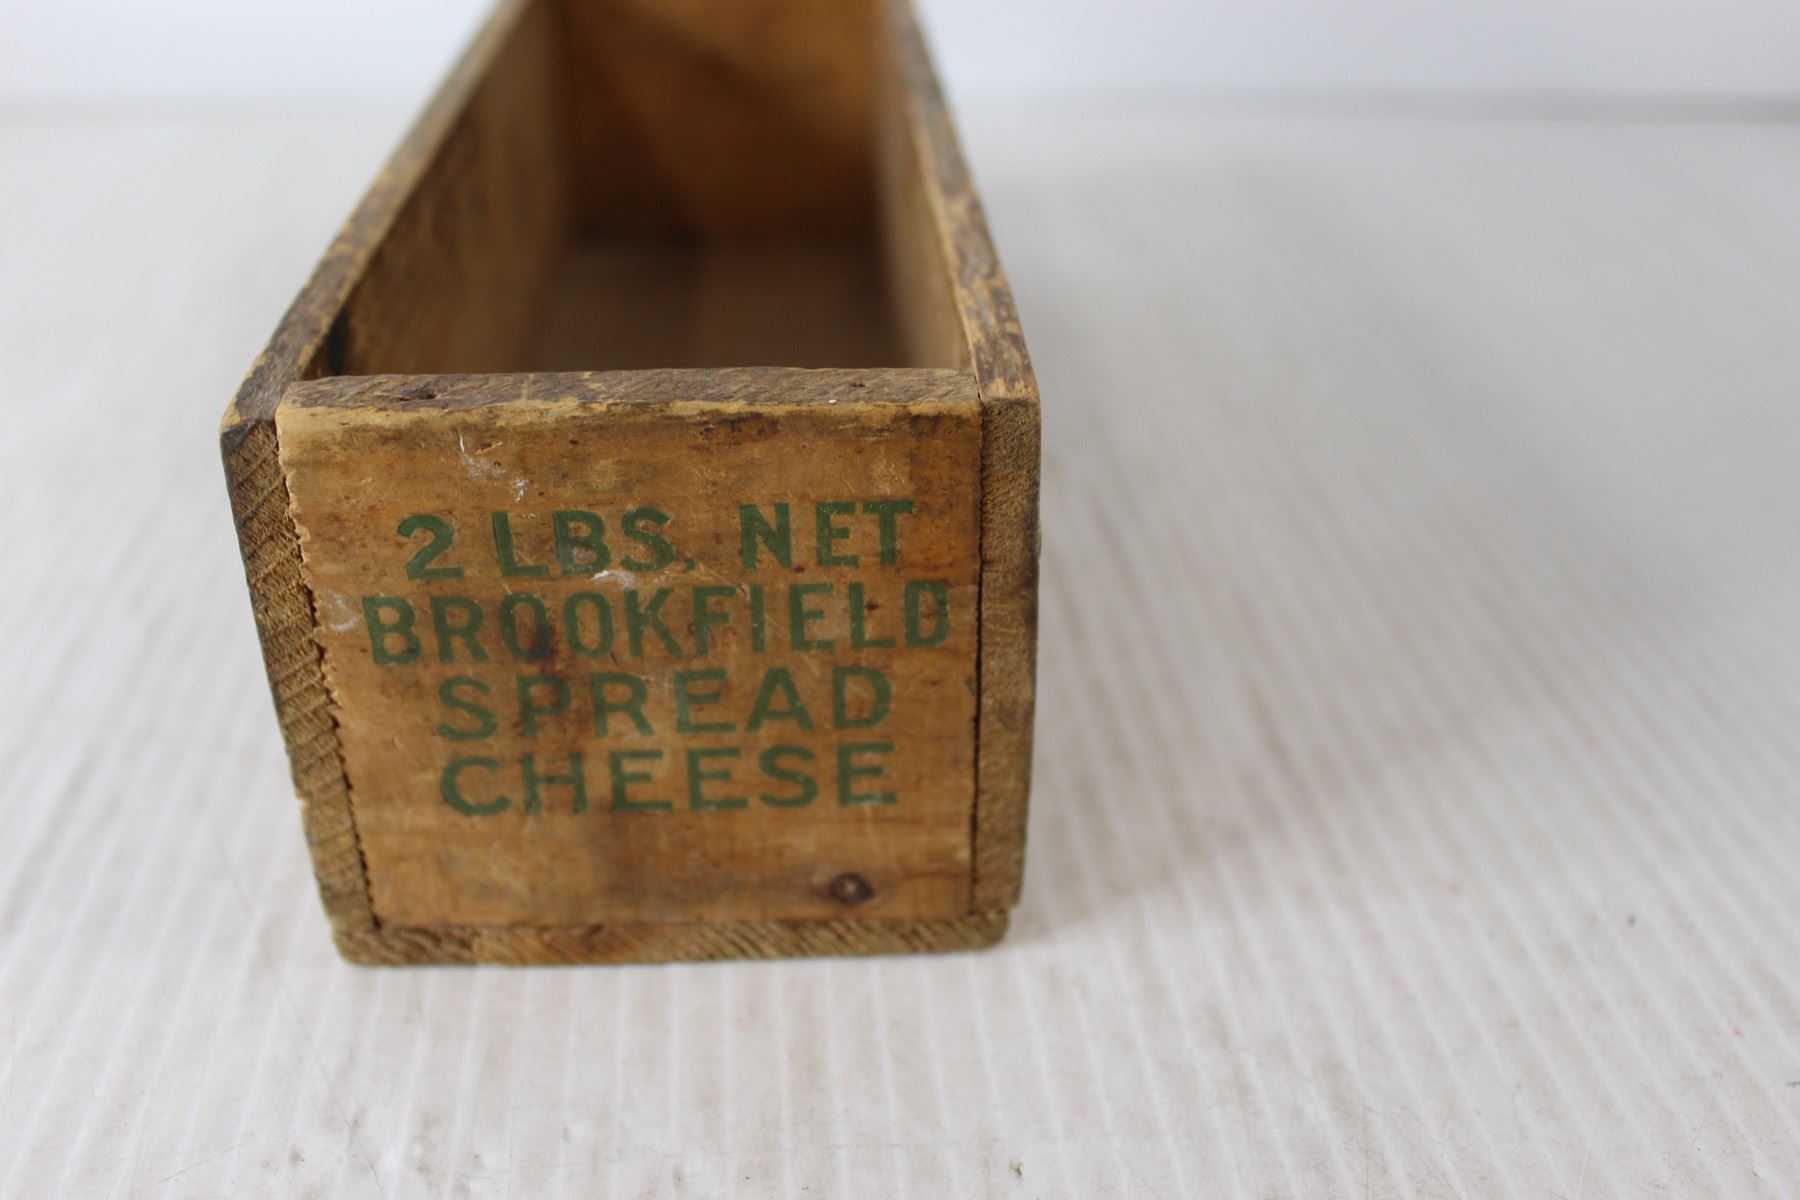 2 LBS. NET
BROOKFIELD
SPREAD
CHEESE